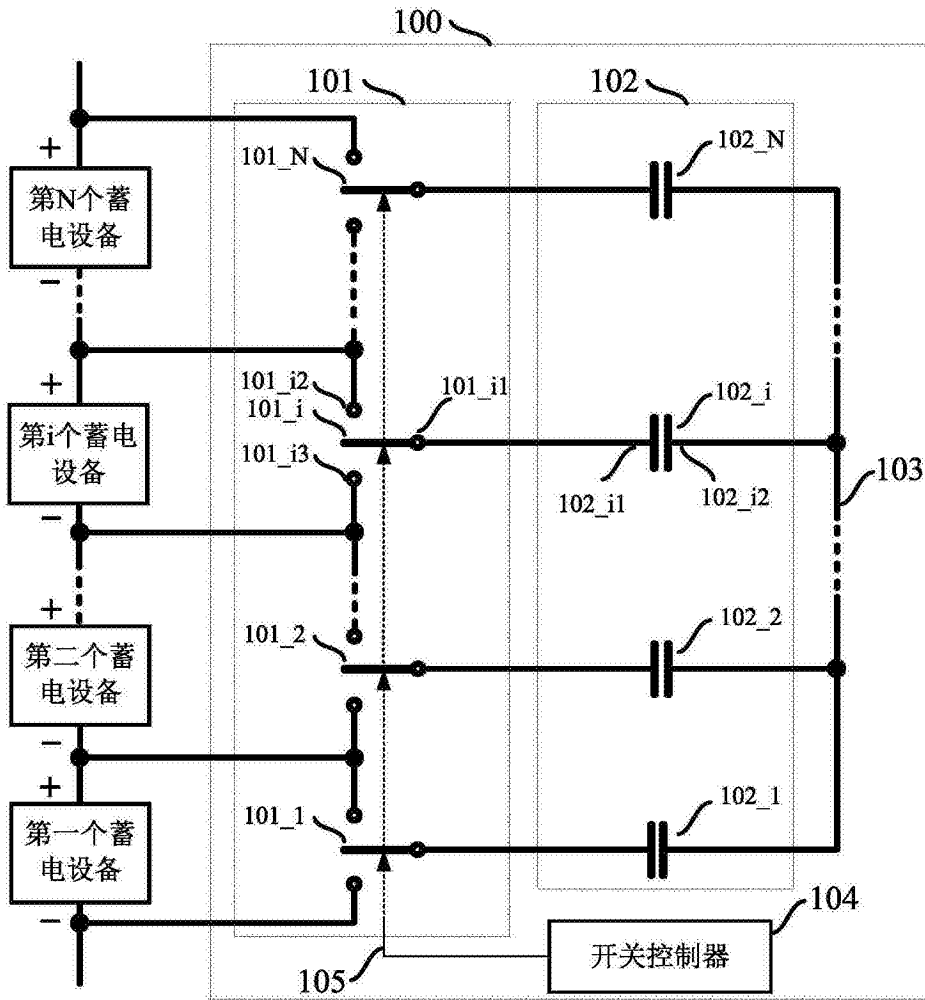 100
101
102
+
101_N
102_N
第N个蓄
电设备
−
+
101_i2
101_i
101_i1
102_i
第i个蓄电
设备
101_i3
102_i1
102_i2
103
−
+
101_2
102_2
第二个蓄
电设备
−
+
101_1
102_1
第一个蓄
电设备
−
104
开关控制器
105